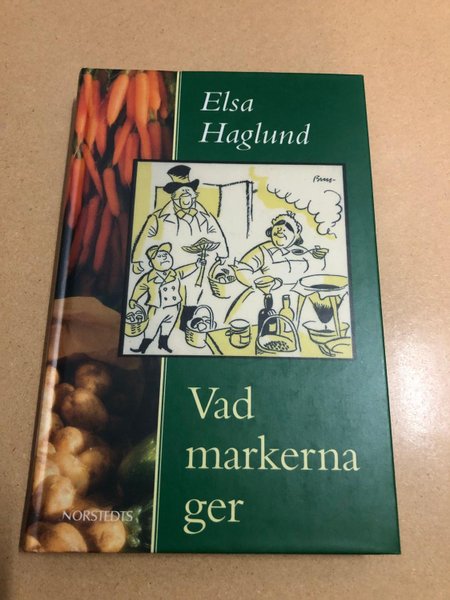 Elsa
Haglund
Vad
markerna
ger
NORSTEDTS